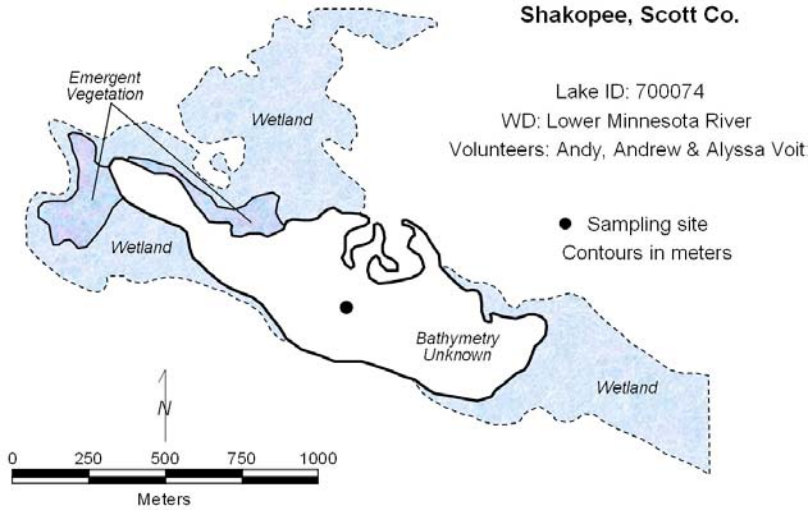 Shakopee, Scott Co.
Lake ID: 700074
WD: Lower Minnesota River
Volunteers: Andy, Andrew & Alyssa Voit
Sampling site
Contours in meters
Emergent
Vegetation
Wetland
Wetland
Bathymetry
Unknown
Wetland
N
0 250 500 750 1000
Meters